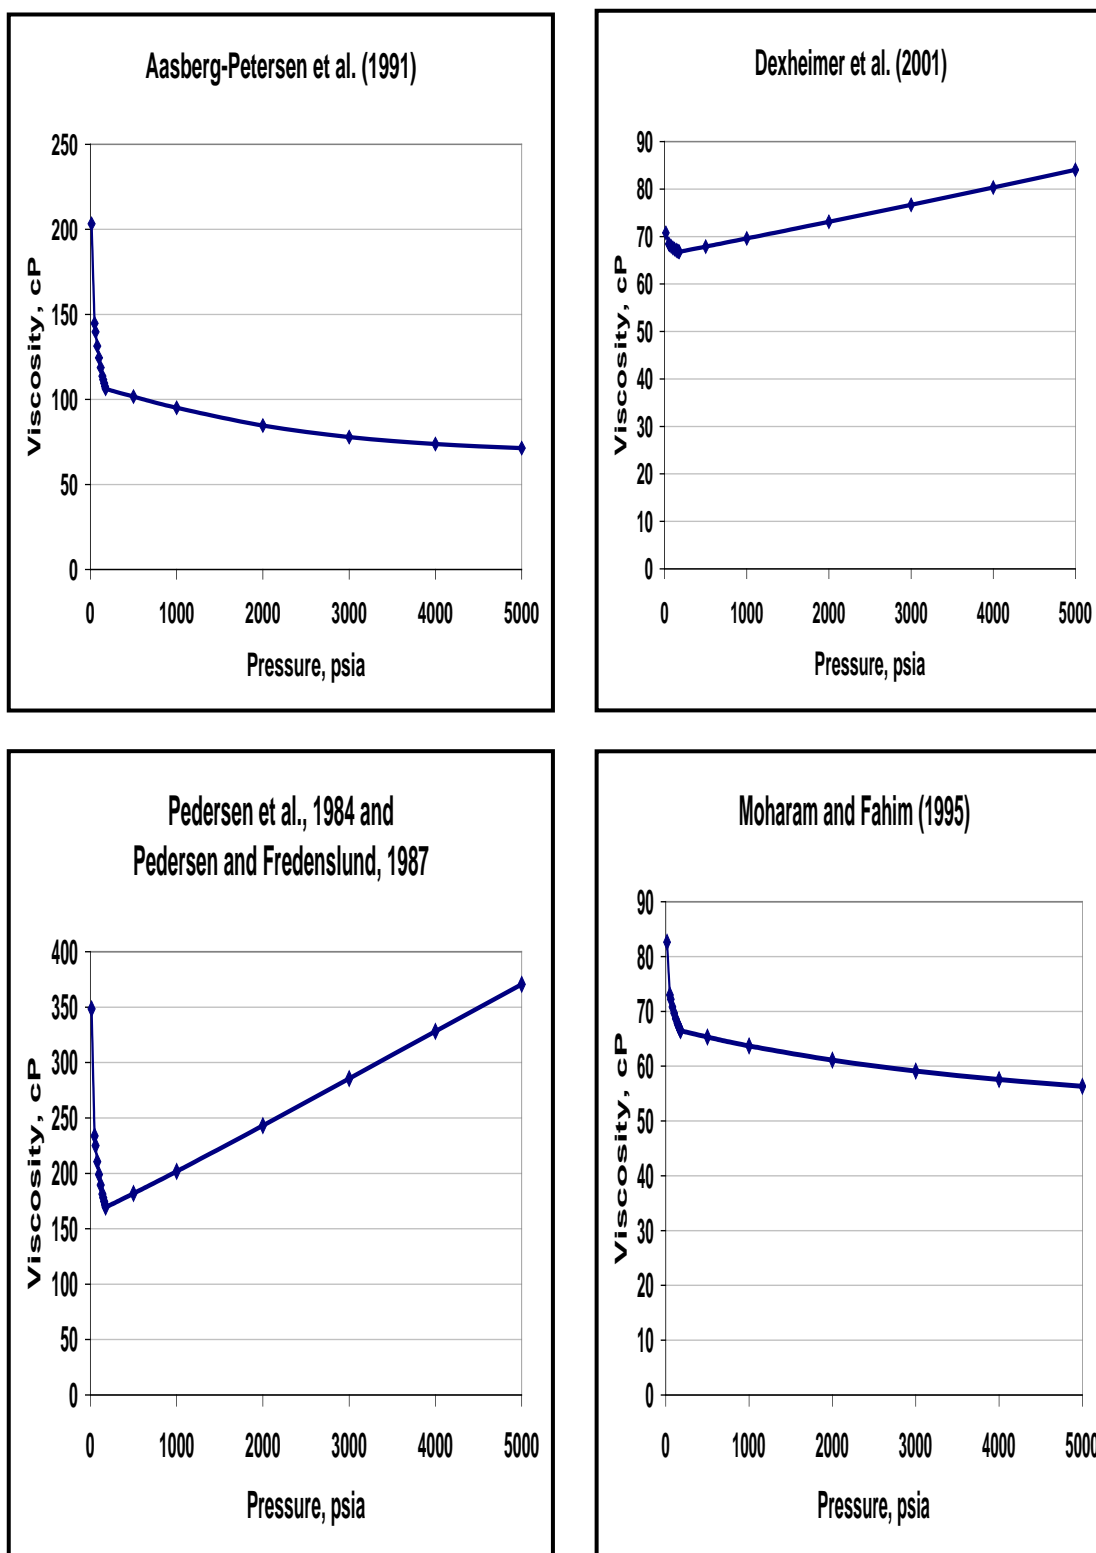 Aasberg-Petersen et al. (1991)
250
200
150
100
50
0
Viscosity, cP
0 1000 2000 3000 4000 5000
Pressure, psia
Dexheimer et al. (2001)
90
80
70
60
50
40
30
20
10
0
Viscosity, cP
0 1000 2000 3000 4000 5000
Pressure, psia
Pedersen et al., 1984 and
Pedersen and Fredenslund, 1987
400
350
300
250
200
150
100
50
0
Viscosity, cP
0 1000 2000 3000 4000 5000
Pressure, psia
Moharam and Fahim (1995)
90
80
70
60
50
40
30
20
10
0
Viscosity, cP
0 1000 2000 3000 4000 5000
Pressure, psia